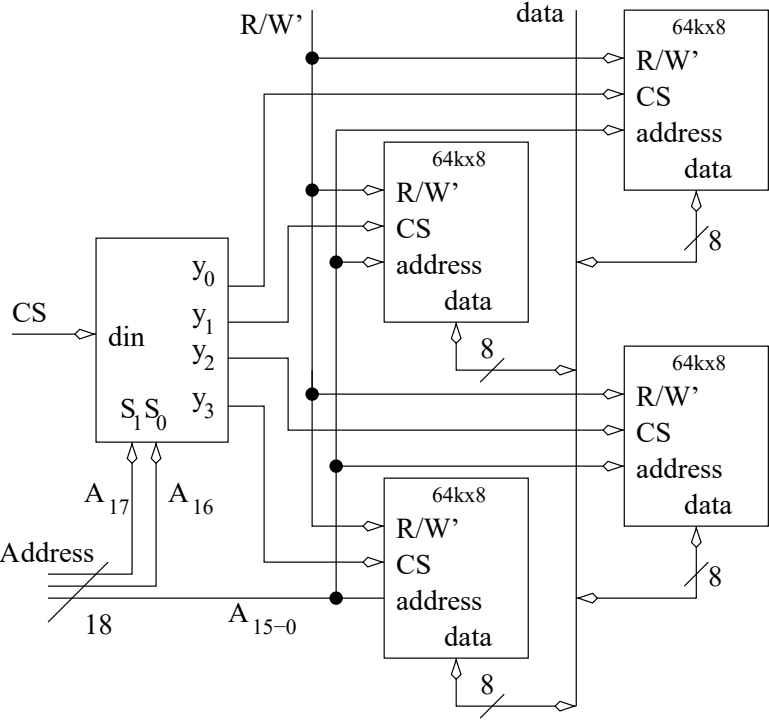 R/W'
data
64kx8
R/W'
CS
address
data
8
64kx8
R/W'
CS
address
data
8
CS
din
y0
y1
y2
y3
S1 S0
A17
A16
Address
18
A15−0
64kx8
R/W'
CS
address
data
8
64kx8
R/W'
CS
address
data
8